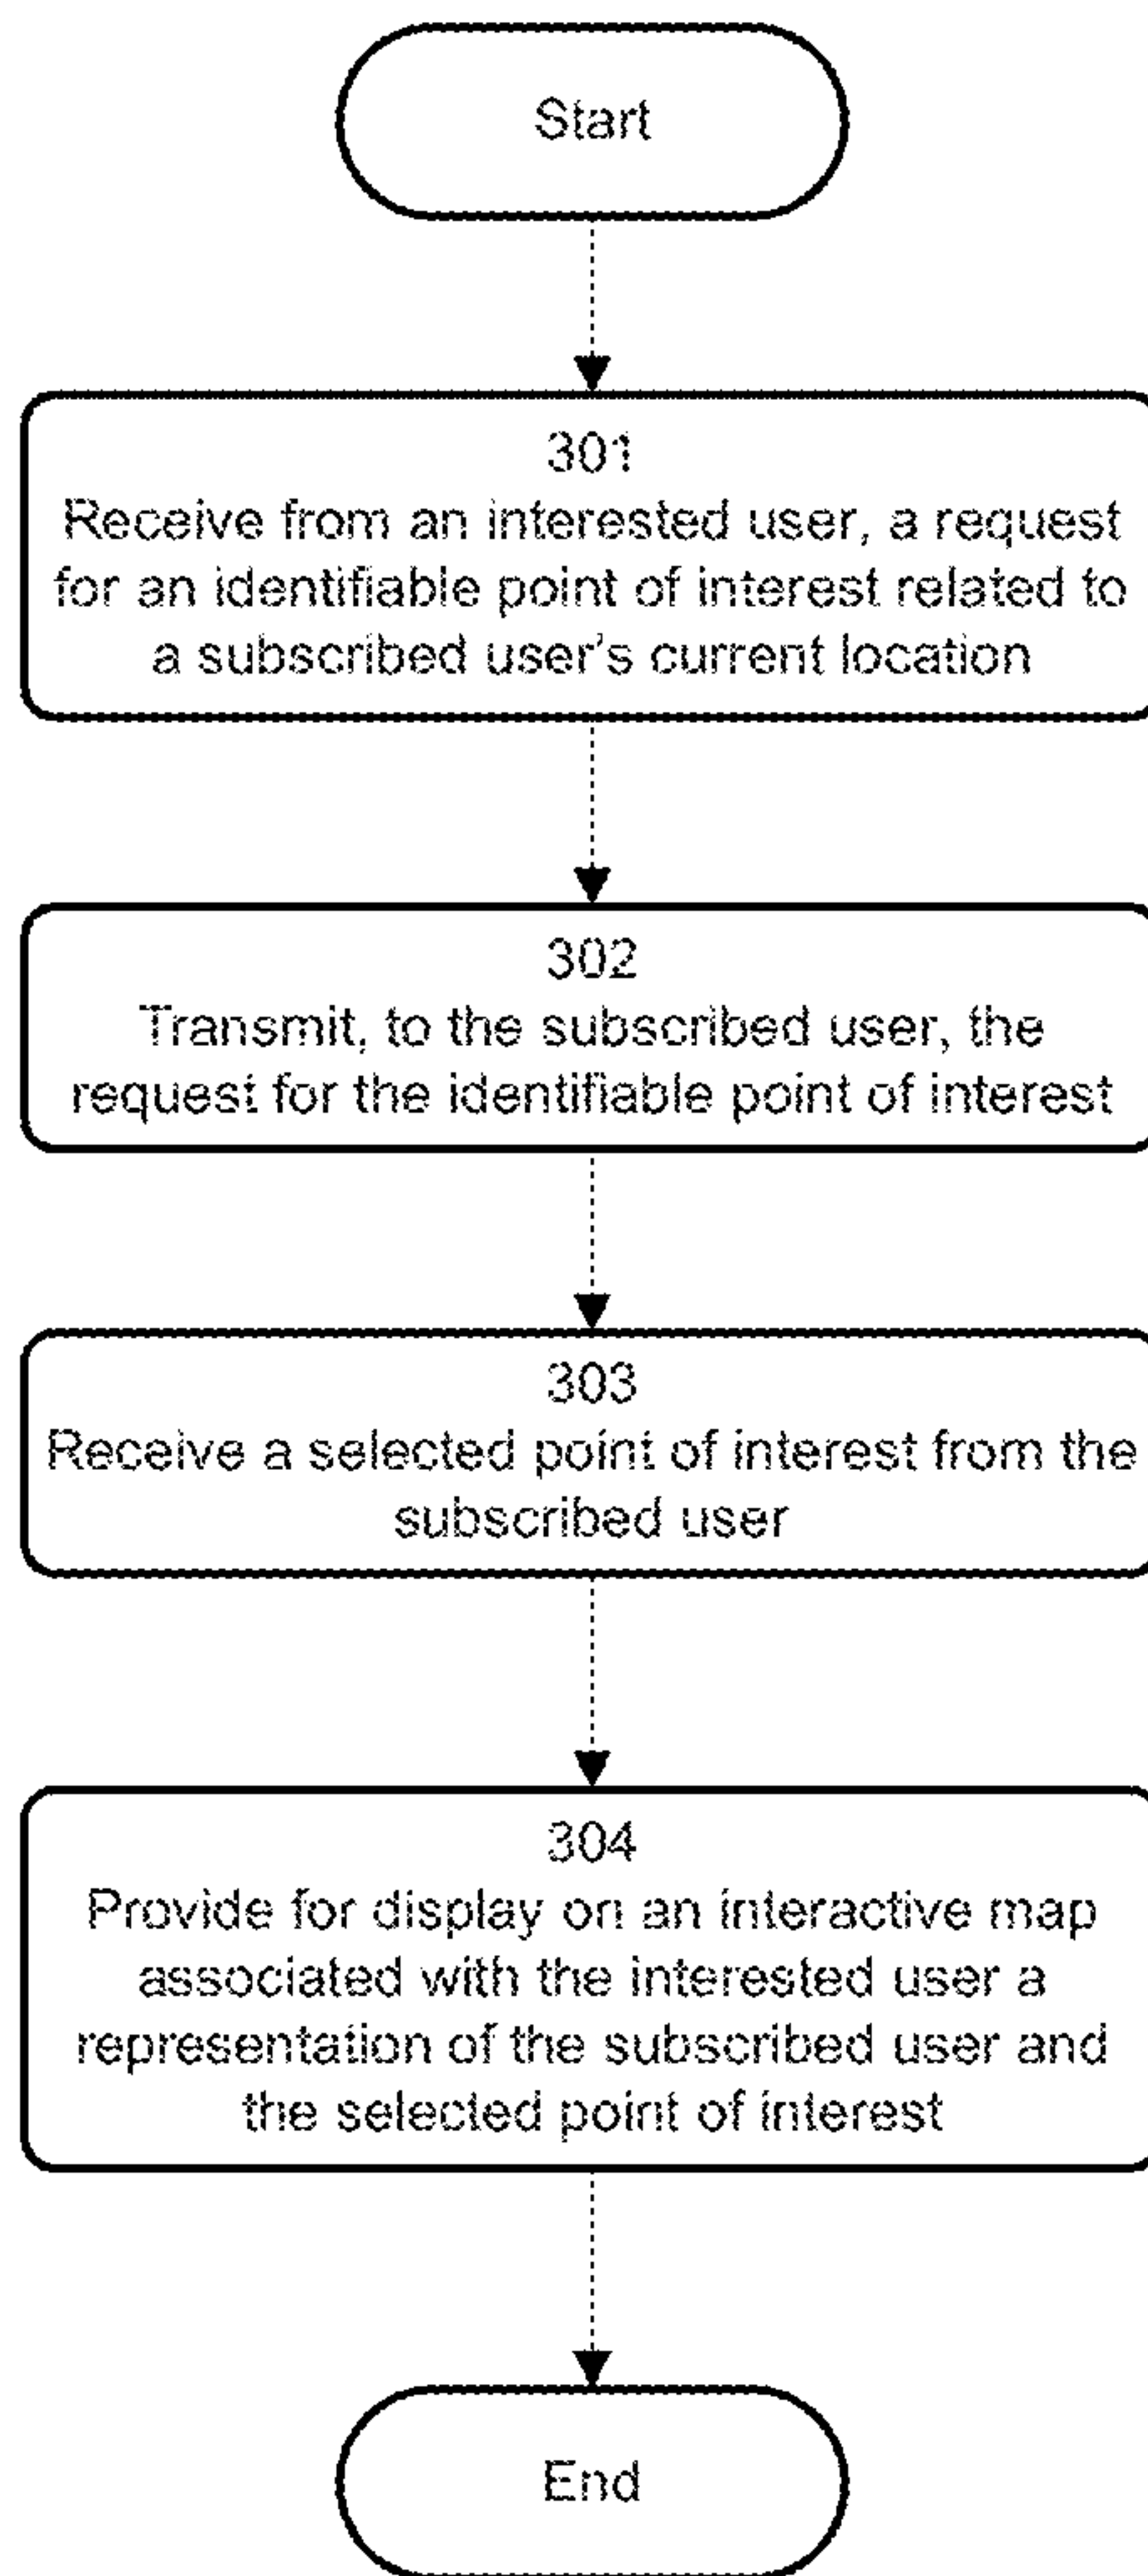 Start
301
Receive from an interested user, a request
for an identifiable point of interest related to
a subscribed user's current location
302
Transmit, to the subscribed user, the
request for the identifiable point of interest
303
Receive a selected point of interest from the
subscribed user
304
Provide for display on an interactive map
associated with the interested user a
representation of the subscribed user and
the selected point of interest
End